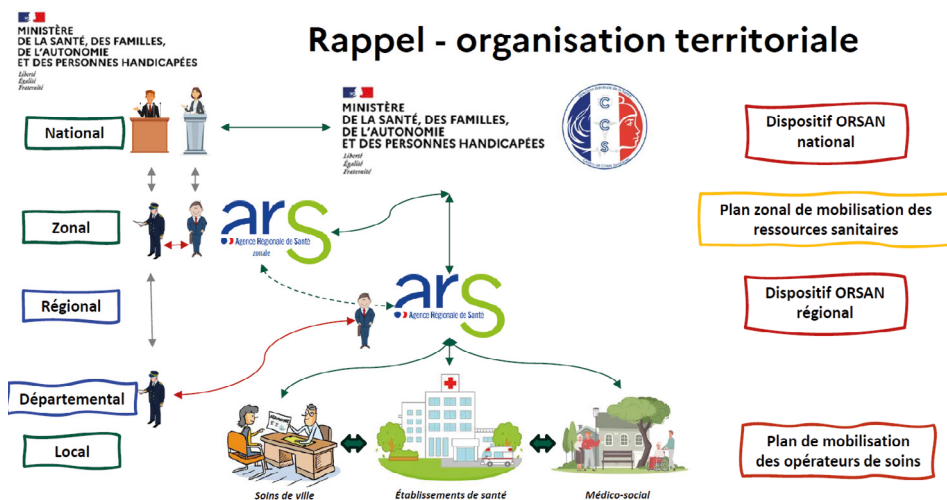 MINISTÈRE
DE LA SANTÉ, DES FAMILLES,
DE L'AUTONOMIE
ET DES PERSONNES HANDICAPÉES
Liberté
Égalité
Fraternité
Rappel - organisation territoriale
National
MINISTÈRE
DE LA SANTÉ, DES FAMILLES,
DE L'AUTONOMIE
ET DES PERSONNES HANDICAPÉES
Liberté
Égalité
Fraternité
C
C
S
Dispositif ORSAN
national
Zonal
ars
Agence Régionale de Santé
zonale
Plan zonal de mobilisation des
ressources sanitaires
Régional
ars
Agence Régionale de Santé
Dispositif ORSAN
régional
Départemental
Local
Plan de mobilisation
des opérateurs de soins
Soins de ville
Établissements de santé
Médico-social